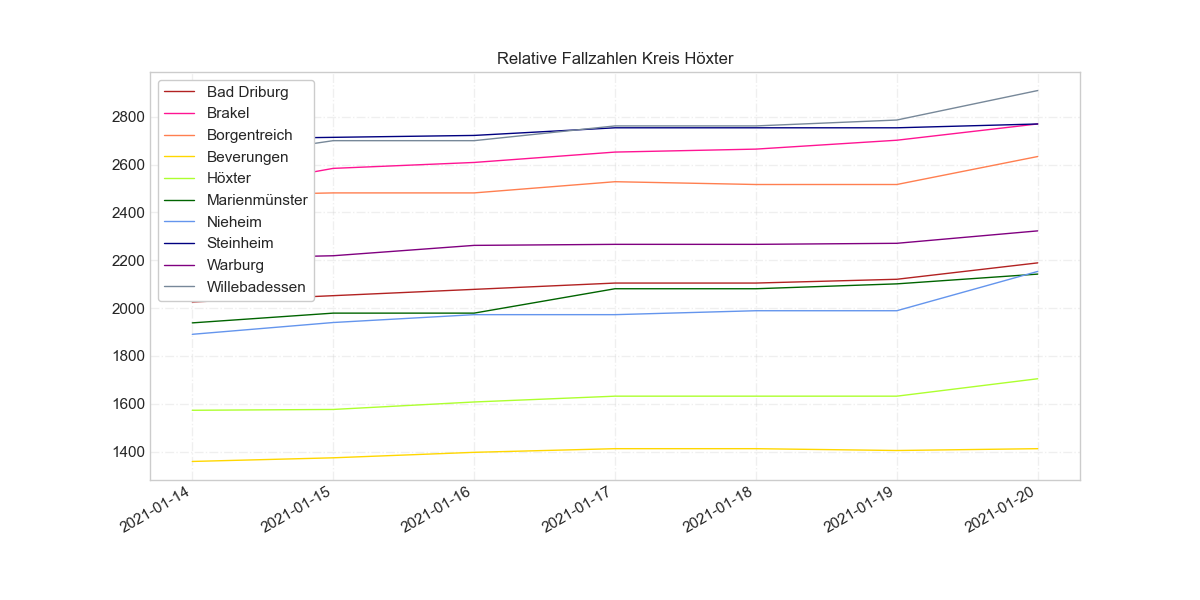 Relative Fallzahlen Kreis Höxter
Bad Driburg
Brakel
Borgentreich
Beverungen
Höxter
Marienmünster
Nieheim
Steinheim
Warburg
Willebadessen
2800
2600
2400
2200
2000
1800
1600
1400
2021-01-14
2021-01-15
2021-01-16
2021-01-17
2021-01-18
2021-01-19
2021-01-20